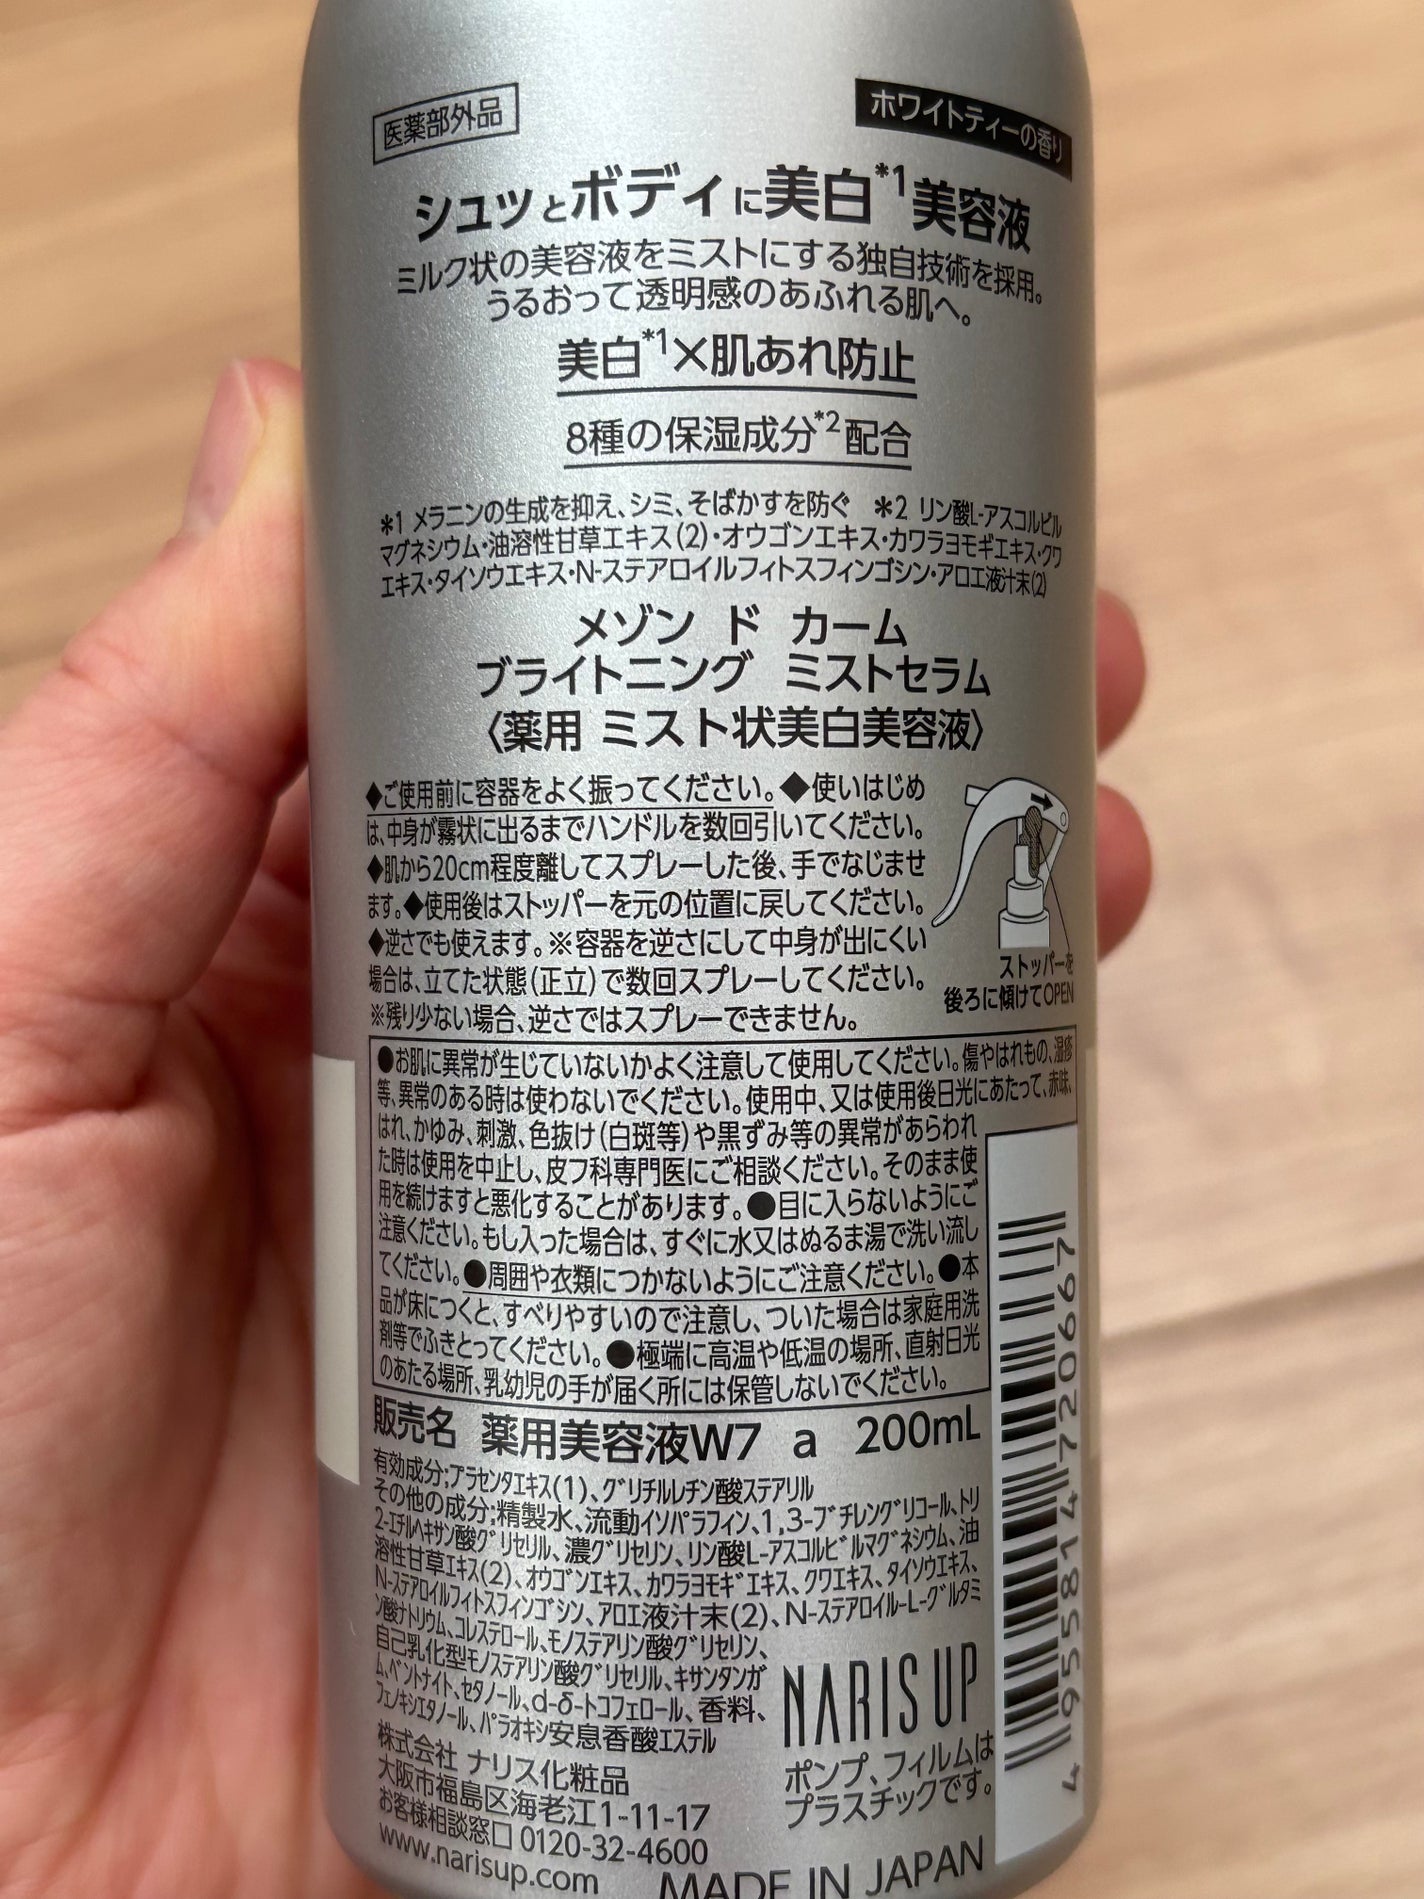 医薬部外品
ホワイトティーの香り
シュッとボディに美白*1美容液
ミルク状の美容液をミストにする独自技術を採用。
うるおって透明感のあふれる肌へ。
美白*1×肌あれ防止
8種の保湿成分*2配合
*1 メラニンの生成を抑え、シミ、そばかすを防ぐ *2 リン酸L-アスコルビル
マグネシウム・油溶性甘草エキス(2)・オウゴンエキス・カワラヨモギエキス・クワ
エキス・タイソウエキス・N-ステアロイルフィトスフィンゴシン・アロエ液汁末(2)
メゾン ド カーム
ブライトニング ミストセラム
〈薬用 ミスト状美白美容液〉
◆ご使用前に容器をよく振ってください。◆使いはじめ
は、中身が霧状に出るまでハンドルを数回引いてください。
◆肌から20cm程度離してスプレーした後、手でなじませ
ます。◆使用後はストッパーを元の位置に戻してください。
◆逆さでも使えます。※容器を逆さにして中身が出にくい
場合は、立てた状態(正立)で数回スプレーしてください。
※残り少ない場合、逆さではスプレーできません。
ストッパーを
後ろに傾けてOPEN
●お肌に異常が生じていないかよく注意して使用してください。傷やはれもの、湿疹
等、異常のある時は使わないでください。使用中、又は使用後日光にあたって、赤味、
はれ、かゆみ、刺激、色抜け(白斑等)や黒ずみ等の異常があらわれ
た時は使用を中止し、皮フ科専門医にご相談ください。そのまま使
用を続けますと悪化することがあります。●目に入らないようにご
注意ください。もし入った場合は、すぐに水又はぬるま湯で洗い流し
てください。●周囲や衣類につかないようにご注意ください。●本
品が床につくと、すべりやすいので注意し、ついた場合は家庭用洗
剤等でふきとってください。●極端に高温や低温の場所、直射日光
のあたる場所、乳幼児の手が届く所には保管しないでください。
販売名 薬用美容液W7 a 200mL
有効成分;プラセンタエキス(1)、グリチルレチン酸ステアリル
その他の成分;精製水、流動イソパラフィン、1,3-ブチレングリコール、トリ
2-エチルヘキサン酸グリセリル、濃グリセリン、リン酸L-アスコルビルマグネシウム、油
溶性甘草エキス(2)、オウゴンエキス、カワラヨモギエキス、クワエキス、タイソウエキス、
N-ステアロイルフィトスフィンゴシン、アロエ液汁末(2)、N-ステアロイル-L-グルタミ
ン酸ナトリウム、コレステロール、モノステアリン酸グリセリン、
自己乳化型モノステアリン酸グリセリル、キサンタンガ
ム、ベントナイト、セタノール、d-δ-トコフェロール、香料、
フェノキシエタノール、パラオキシ安息香酸エステル
株式会社 ナリス化粧品
大阪市福島区海老江1-11-17
お客様相談窓口 0120-32-4600
www.narisup.com
NARIS UP
ポンプ、フィルムは
プラスチックです。
MADE IN JAPAN
4955814720697